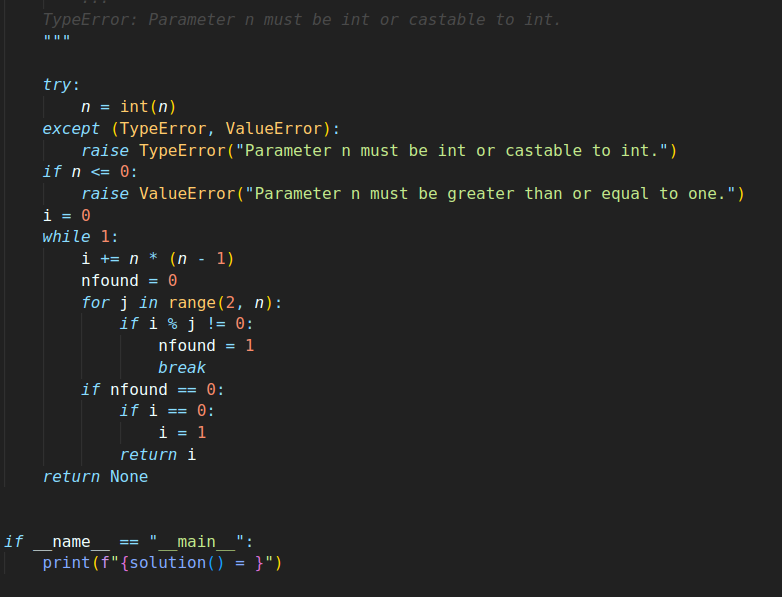 ...
TypeError: Parameter n must be int or castable to int.
"""
try:
n = int(n)
except (TypeError, ValueError):
raise TypeError("Parameter n must be int or castable to int.")
if n <= 0:
raise ValueError("Parameter n must be greater than or equal to one.")
i = 0
while 1:
i += n * (n - 1)
nfound = 0
for j in range(2, n):
if i % j != 0:
nfound = 1
break
if nfound == 0:
if i == 0:
i = 1
return i
return None
if __name__ == "__main__":
print(f"{solution() = }")